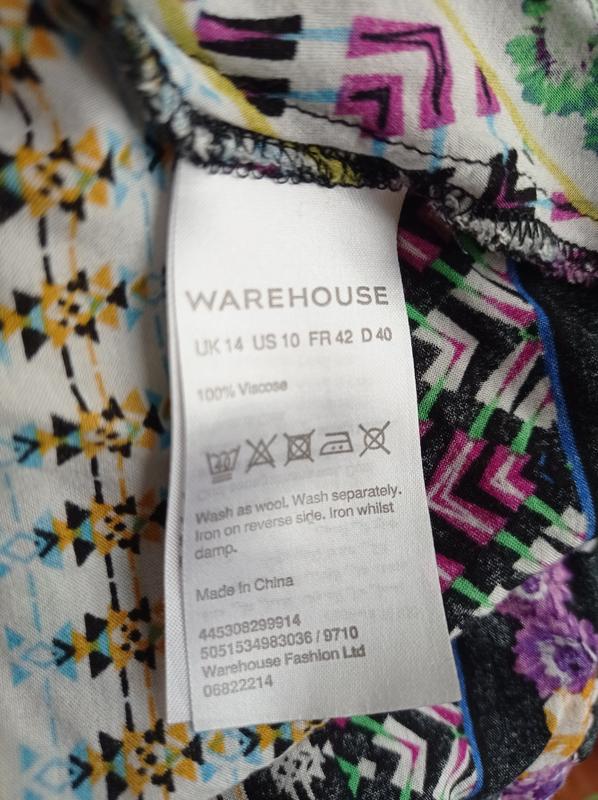 WAREHOUSE
UK 14 US 10 FR 42 D 40
100% Viscose
40
Wash as wool. Wash separately.
Iron on reverse side. Iron whilst
damp.
Made in China
445308299914
5051534983036 / 9710
Warehouse Fashion Ltd
06822214